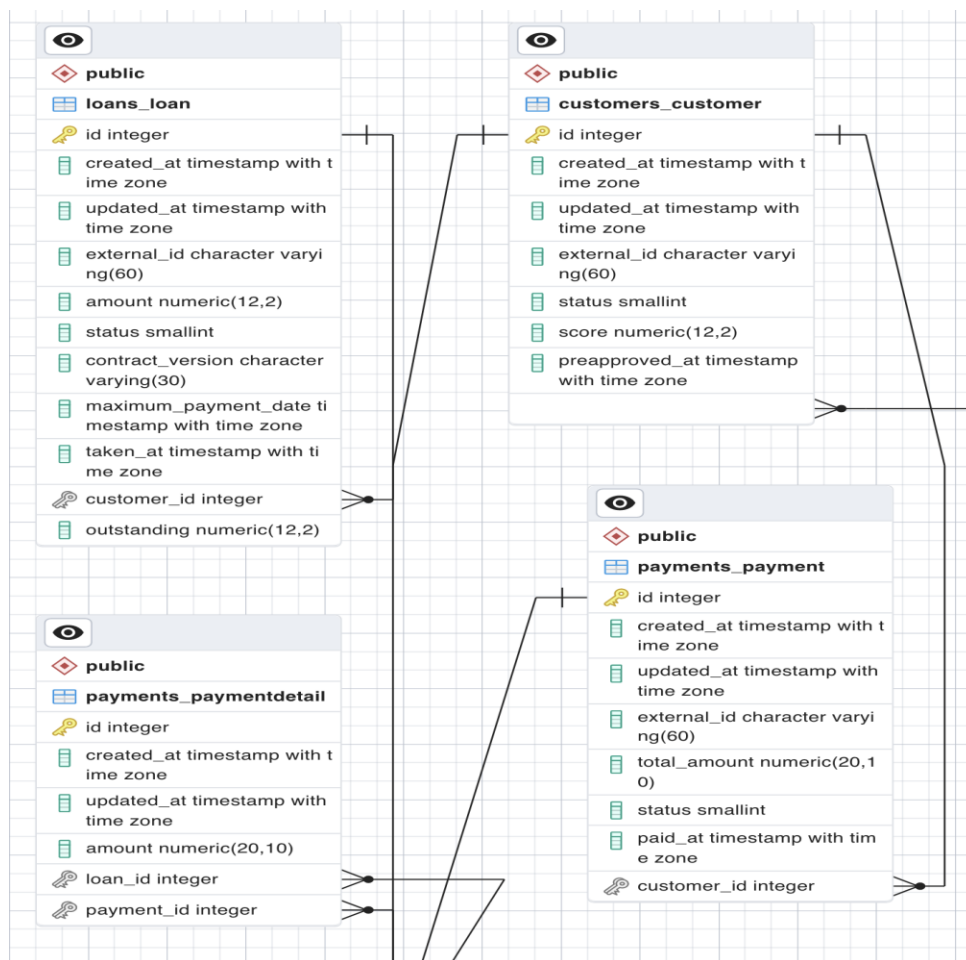 public
loans_loan
id integer
created_at timestamp with t
ime zone
updated_at timestamp with
time zone
external_id character varyi
ng(60)
amount numeric(12,2)
status smallint
contract_version character
varying(30)
maximum_payment_date ti
mestamp with time zone
taken_at timestamp with ti
me zone
customer_id integer
outstanding numeric(12,2)
public
customers_customer
id integer
created_at timestamp with t
ime zone
updated_at timestamp with
time zone
external_id character varyi
ng(60)
status smallint
score numeric(12,2)
preapproved_at timestamp
with time zone
public
payments_payment
id integer
created_at timestamp with t
ime zone
updated_at timestamp with
time zone
external_id character varyi
ng(60)
total_amount numeric(20,1
0)
status smallint
paid_at timestamp with tim
e zone
customer_id integer
public
payments_paymentdetail
id integer
created_at timestamp with t
ime zone
updated_at timestamp with
time zone
amount numeric(20,10)
loan_id integer
payment_id integer